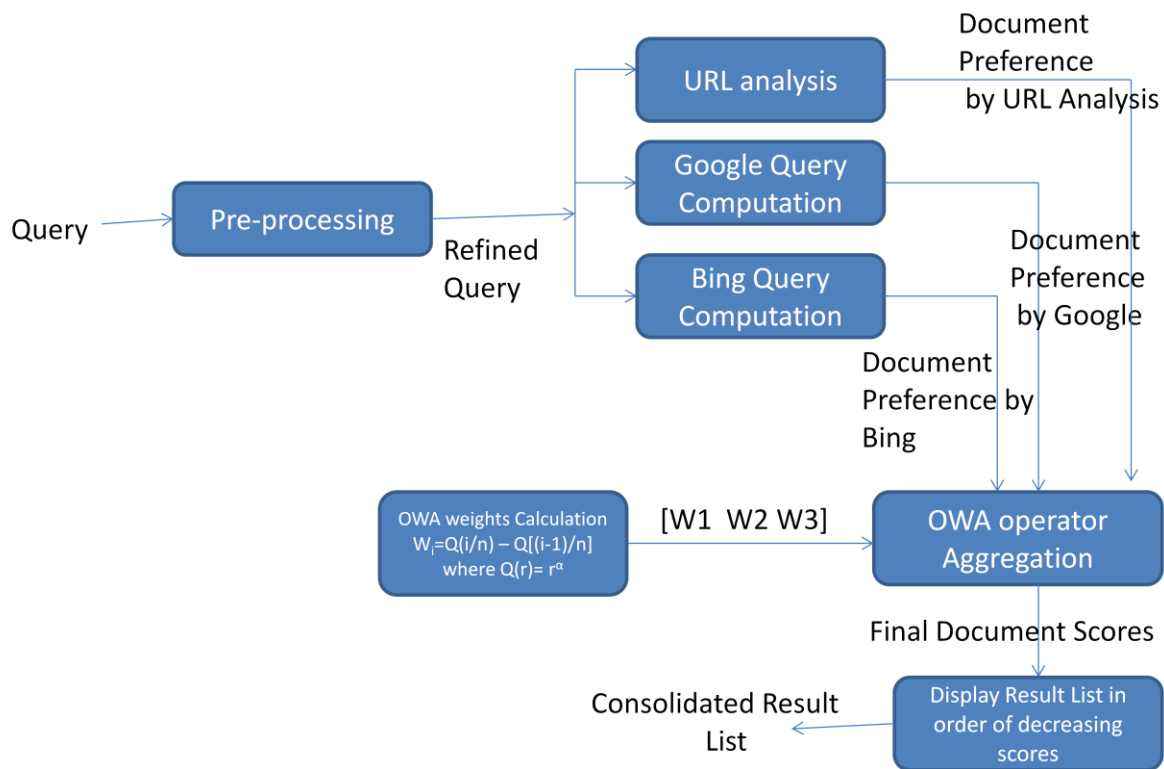 Document
Preference
by URL Analysis
URL analysis
Google Query
Computation
Query
Pre-processing
Refined
Query
Bing Query
Computation
Document
Preference
by Google
Document
Preference by
Bing
OWA weights Calculation
Wᵢ=Q(i/n) – Q[(i-1)/n]
where Q(r)= r^α
[W1 W2 W3]
OWA operator
Aggregation
Final Document Scores
Display Result List in
order of decreasing
scores
Consolidated Result
List